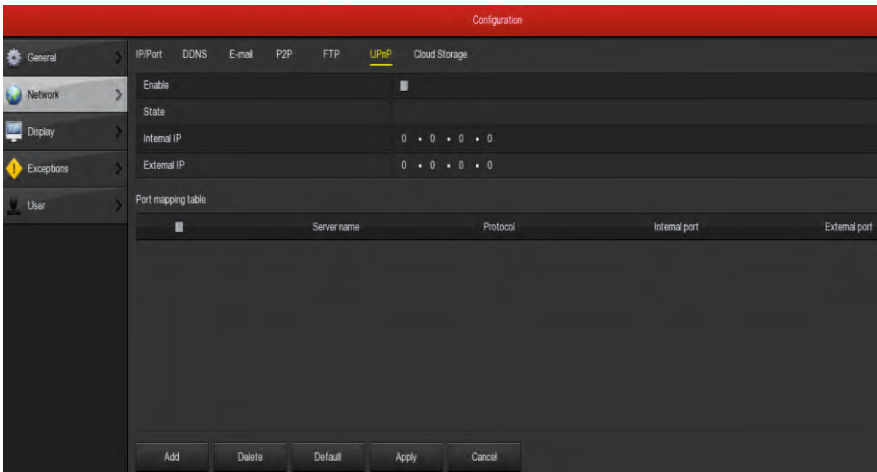 Configuration
General
Network
Display
Exceptions
User
IP/Port DDNS E-mail P2P FTP UPnP Cloud Storage
Enable
State
Internal IP 0 . 0 . 0 . 0
External IP 0 . 0 . 0 . 0
Port mapping table
Server name Protocol Internal port External port
Add Delete Default Apply Cancel